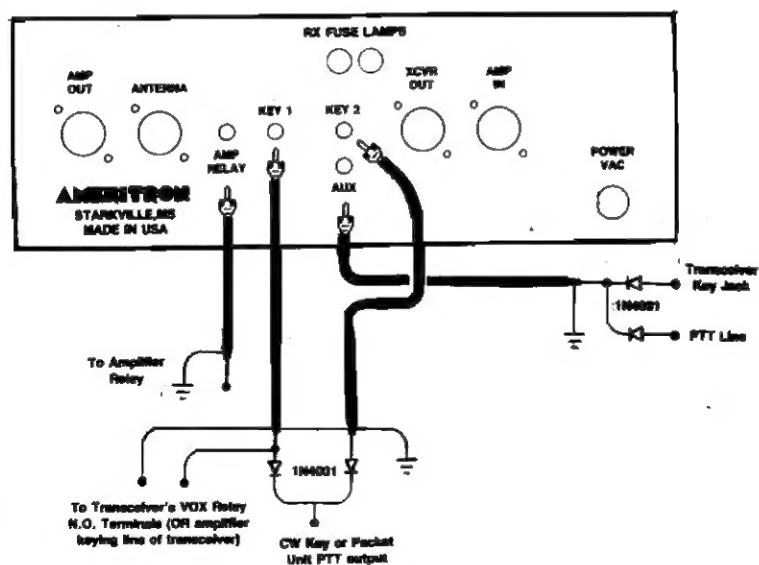 RX FUSE LAMPS
AMP
OUT
ANTENNA
KEY 1
KEY 2
XCVR
OUT
AMP
IN
AMP
RELAY
AUX
POWER
VAC
AMERITRON
STARKVILLE, MS
MADE IN USA
Transceiver
Key Jack
1N4001
PTT Line
To Amplifier
Relay
1N4001
To Transceiver's VOX Relay
N.O. Terminals (OR amplifier
keying line of transceiver)
CW Key or Packet
Unit PTT output